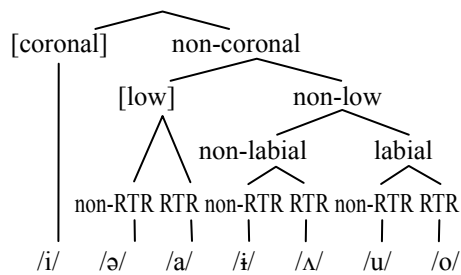 [coronal] non-coronal
[low] non-low
non-labial labial
non-RTR RTR non-RTR RTR non-RTR RTR
/i/ /ə/ /a/ /ɨ/ /ʌ/ /u/ /o/